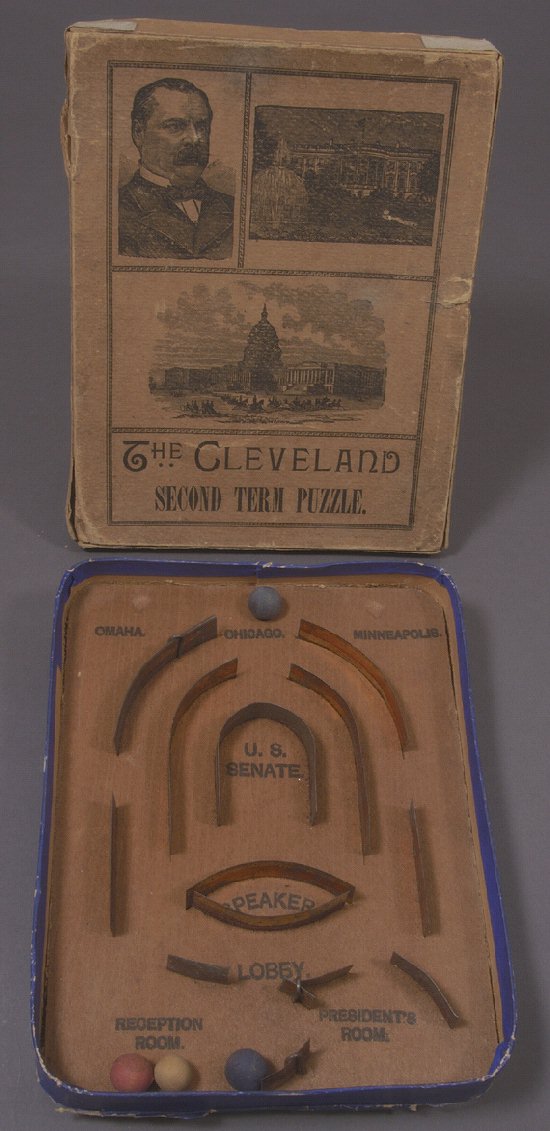 THE CLEVELAND
SECOND TERM PUZZLE.
OMAHA. CHICAGO. MINNEAPOLIS.
U. S.
SENATE
SPEAKER
LOBBY.
RECEPTION
ROOM.
PRESIDENT'S
ROOM.